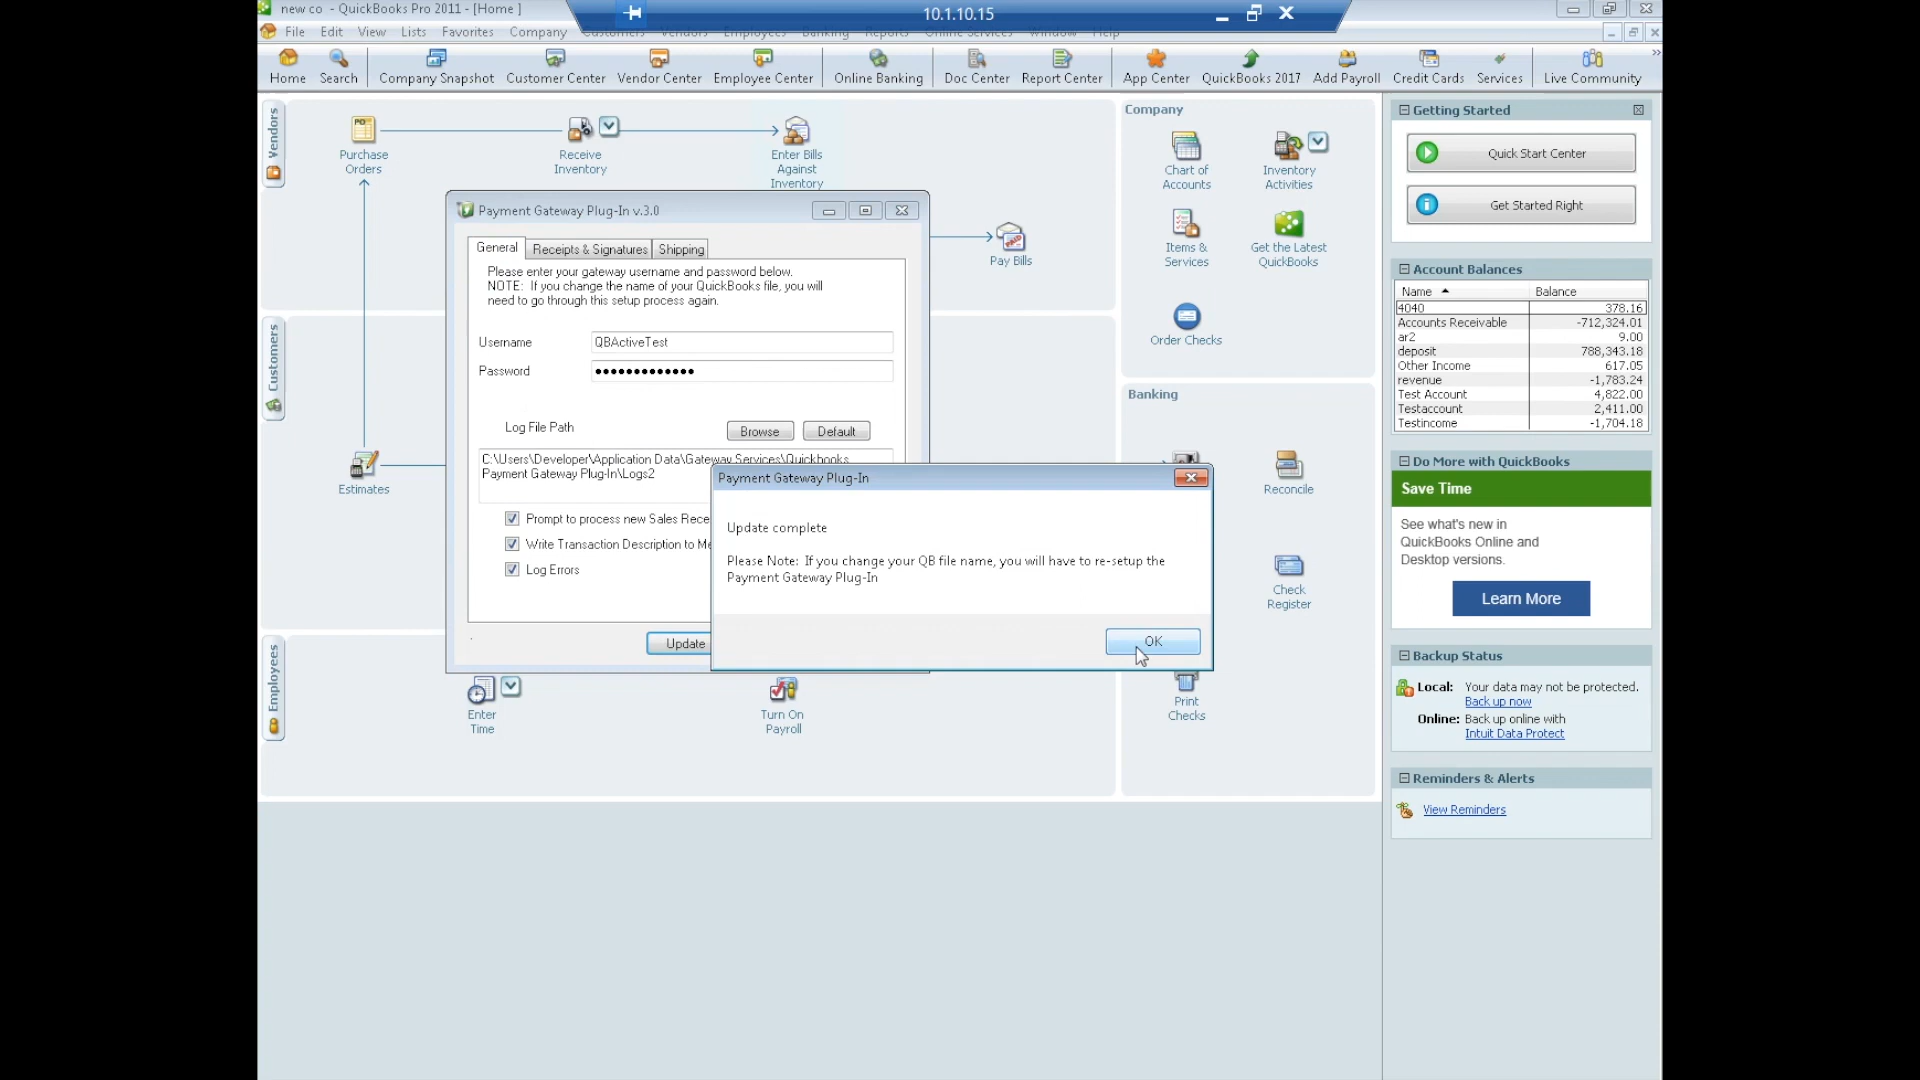 new co - QuickBooks Pro 2011 - [Home ]
10.1.10.15
File Edit View Lists Favorites Company Customers Vendors Employees Banking Reports Online Services Window Help
Home Search Company Snapshot Customer Center Vendor Center Employee Center Online Banking Doc Center Report Center App Center QuickBooks 2017 Add Payroll Credit Cards Services Live Community
Vendors
Purchase
Orders
Receive
Inventory
Enter Bills
Against
Inventory
Pay Bills
Customers
Estimates
Employees
Enter
Time
Turn On
Payroll
Payment Gateway Plug-In v.3.0
General Receipts & Signatures Shipping
Please enter your gateway username and password below.
NOTE: If you change the name of your QuickBooks file, you will
need to go through this setup process again.
Username QBActiveTest
Password ●●●●●●●●●●●●●
Log File Path Browse Default
C:\Users\Developer\Application Data\Gateway Services\Quickbooks
Payment Gateway Plug-In\Logs2
Prompt to process new Sales Rece
Write Transaction Description to Me
Log Errors
Update
Payment Gateway Plug-In
Update complete
Please Note: If you change your QB file name, you will have to re-setup the
Payment Gateway Plug-In
OK
Company
Chart of
Accounts
Inventory
Activities
Items &
Services
Get the Latest
QuickBooks
Order Checks
Banking
Reconcile
Check
Register
Print
Checks
Getting Started
Quick Start Center
Get Started Right
Account Balances
Name Balance
4040 378.16
Accounts Receivable -712,324.01
ar2 9.00
deposit 788,343.18
Other Income 617.05
revenue -1,783.24
Test Account 4,822.00
Testaccount 2,411.00
Testincome -1,704.18
Do More with QuickBooks
Save Time
See what's new in
QuickBooks Online and
Desktop versions.
Learn More
Backup Status
Local: Your data may not be protected.
Back up now
Online: Back up online with
Intuit Data Protect
Reminders & Alerts
View Reminders